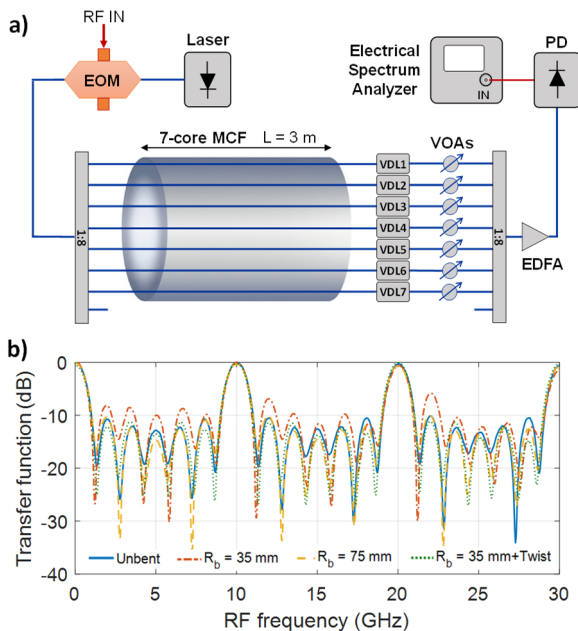 a)
RF IN
EOM
Laser
Electrical
Spectrum
Analyzer
IN
PD
7-core MCF
L = 3 m
VOAs
1:8
VDL1
VDL2
VDL3
VDL4
VDL5
VDL6
VDL7
1:8
EDFA
b)
Transfer function (dB)
0
-10
-20
-30
-40
Unbent
R_b = 35 mm
R_b = 75 mm
R_b = 35 mm+Twist
0
5
10
15
20
25
30
RF frequency (GHz)